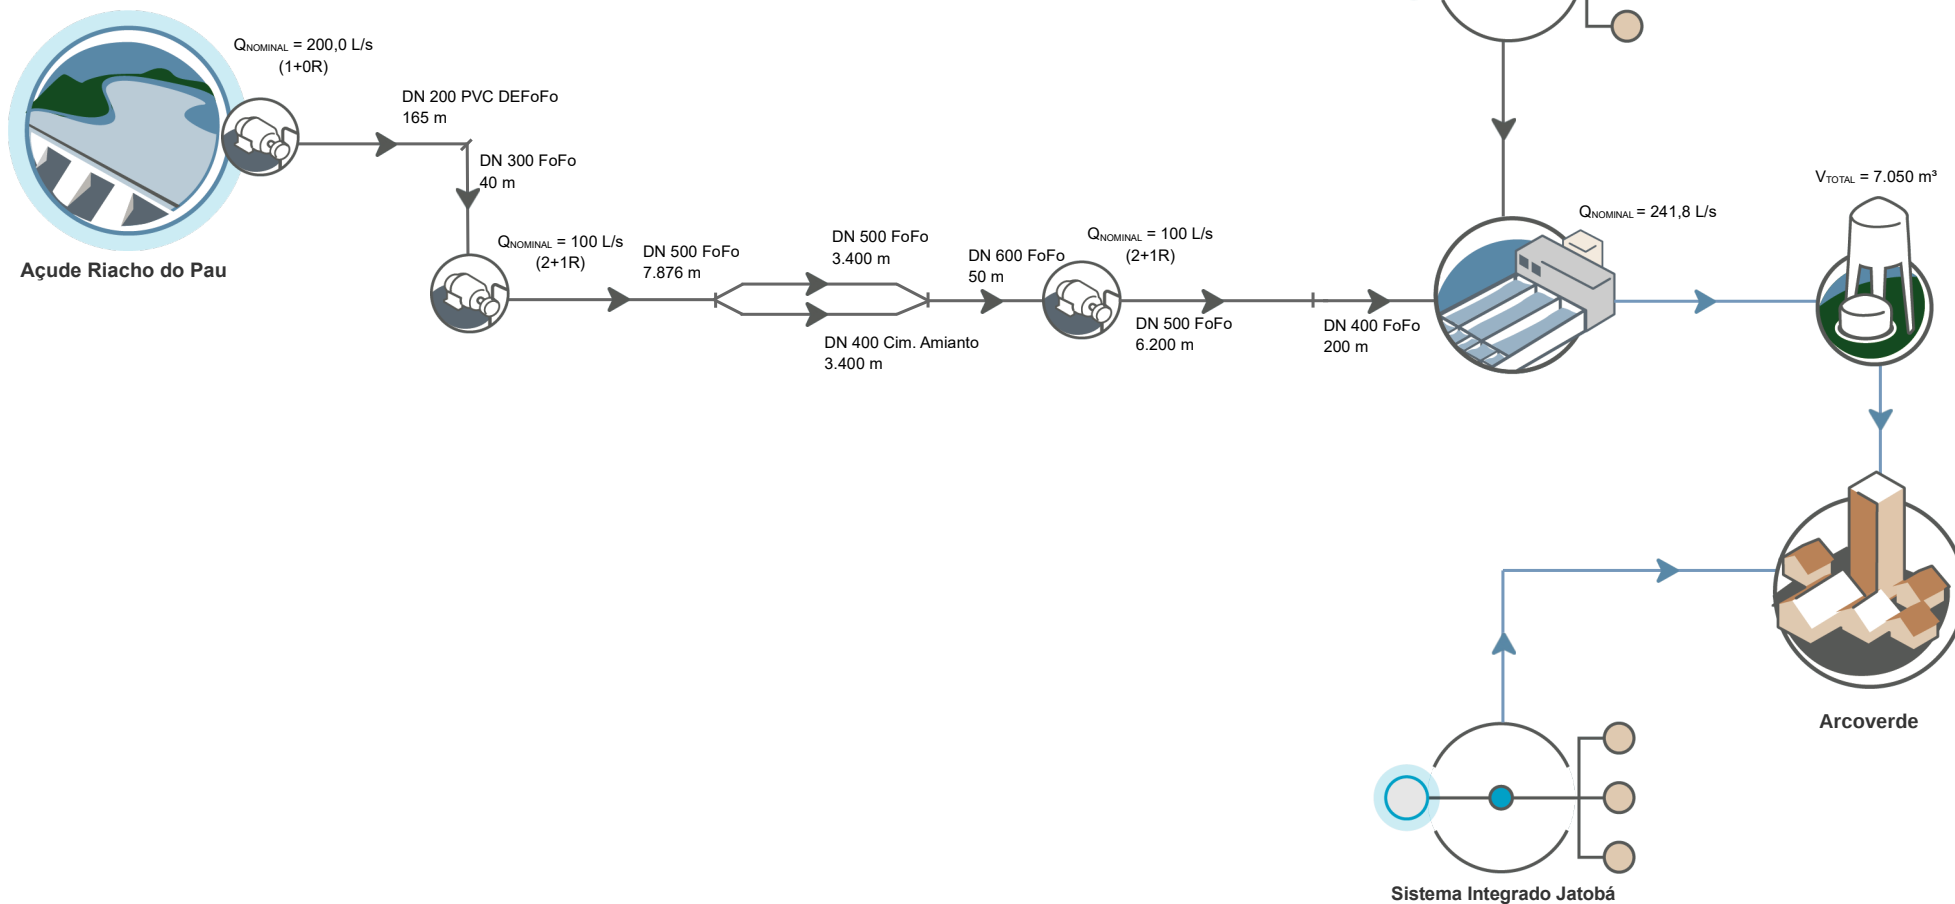 QNOMINAL = 200,0 L/s
(1+0R)
DN 200 PVC DEFoFo
165 m
DN 300 FoFo
40 m
Açude Riacho do Pau
QNOMINAL = 100 L/s
(2+1R)
DN 500 FoFo
7.876 m
DN 500 FoFo
3.400 m
DN 400 Cim. Amianto
3.400 m
DN 600 FoFo
50 m
QNOMINAL = 100 L/s
(2+1R)
DN 500 FoFo
6.200 m
DN 400 FoFo
200 m
QNOMINAL = 241,8 L/s
VTOTAL = 7.050 m³
Arcoverde
Sistema Integrado Jatobá